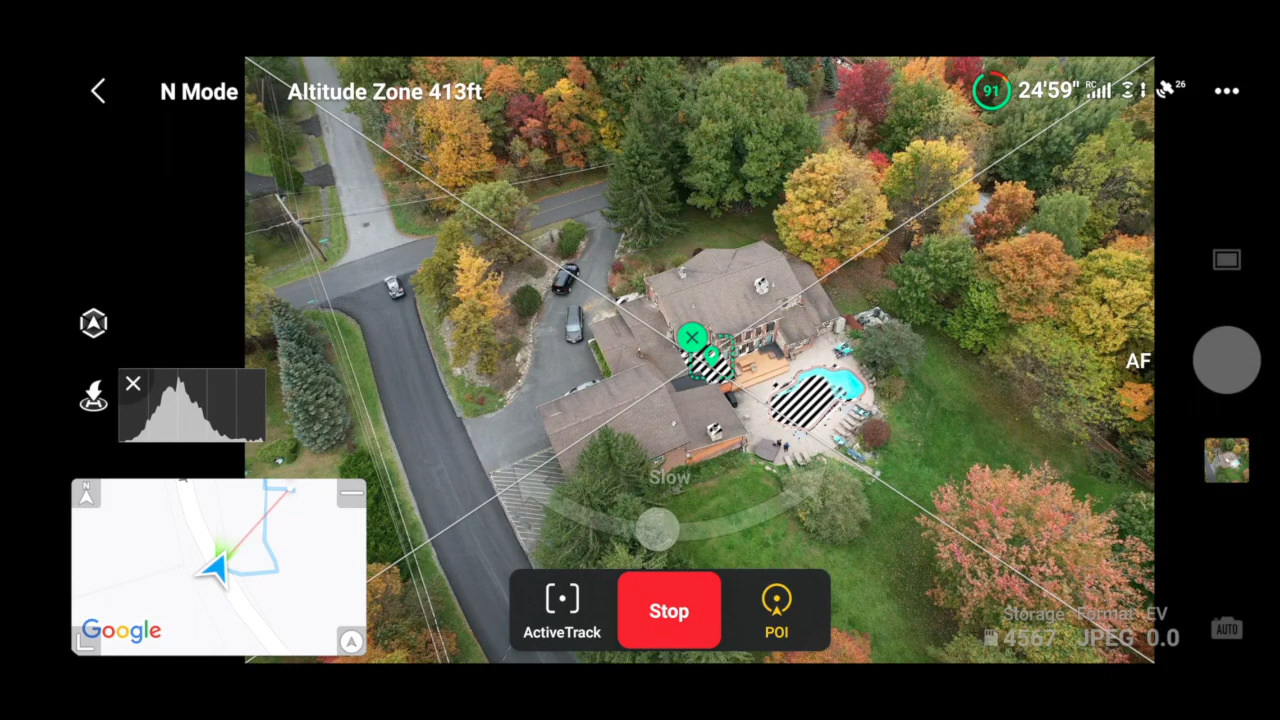 N Mode
Altitude Zone 413ft
91
24'59"
RC
26
AF
Slow
N
Google
ActiveTrack
Stop
POI
Storage Format EV
4567 JPEG 0.0
AUTO